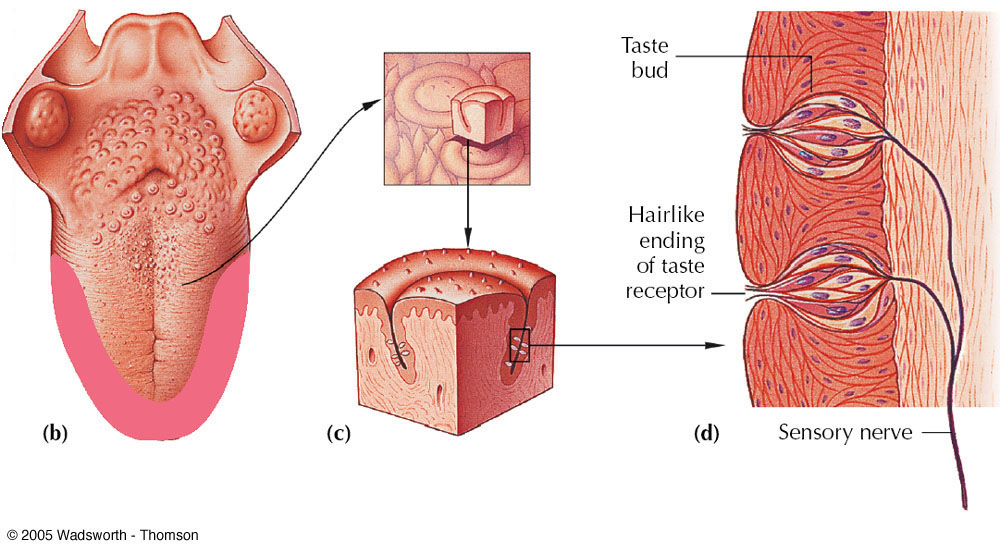 Taste
bud
Hairlike
ending
of taste
receptor
(b)
(c)
(d)
Sensory nerve
© 2005 Wadsworth - Thomson